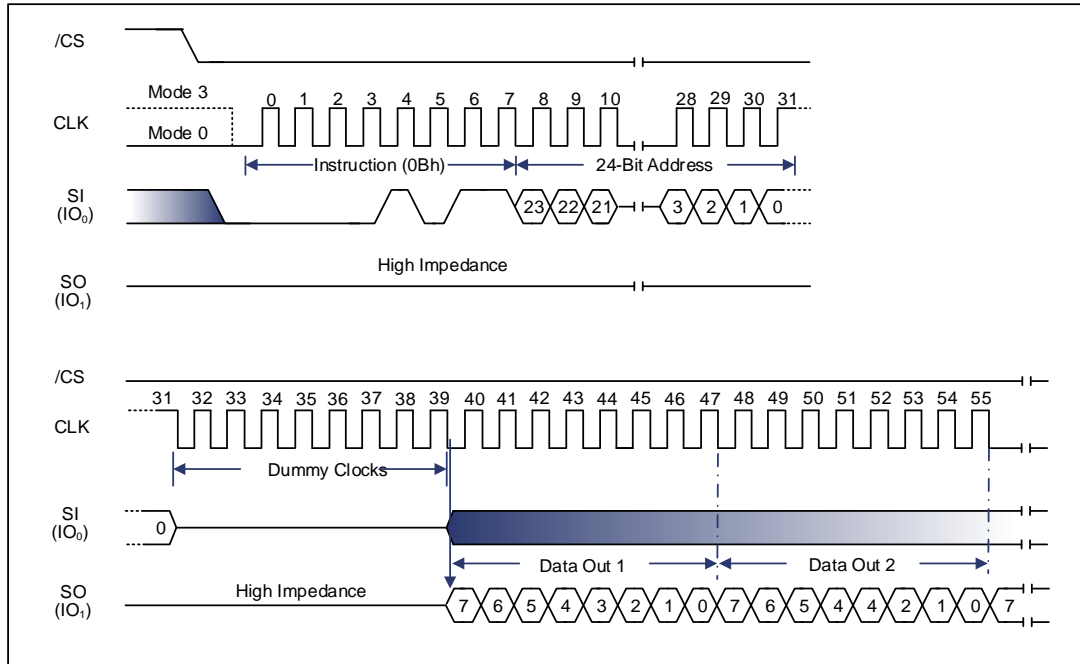 /CS
Mode 3
0 1 2 3 4 5 6 7 8 9 10 28 29 30 31
CLK
Mode 0
Instruction (0Bh) 24-Bit Address
SI
(IO0)
23 22 21 3 2 1 0
High Impedance
SO
(IO1)
/CS
31 32 33 34 35 36 37 38 39 40 41 42 43 44 45 46 47 48 49 50 51 52 53 54 55
CLK
Dummy Clocks
SI
(IO0)
0
Data Out 1 Data Out 2
SO
(IO1)
High Impedance
7 6 5 4 3 2 1 0 7 6 5 4 4 2 1 0 7